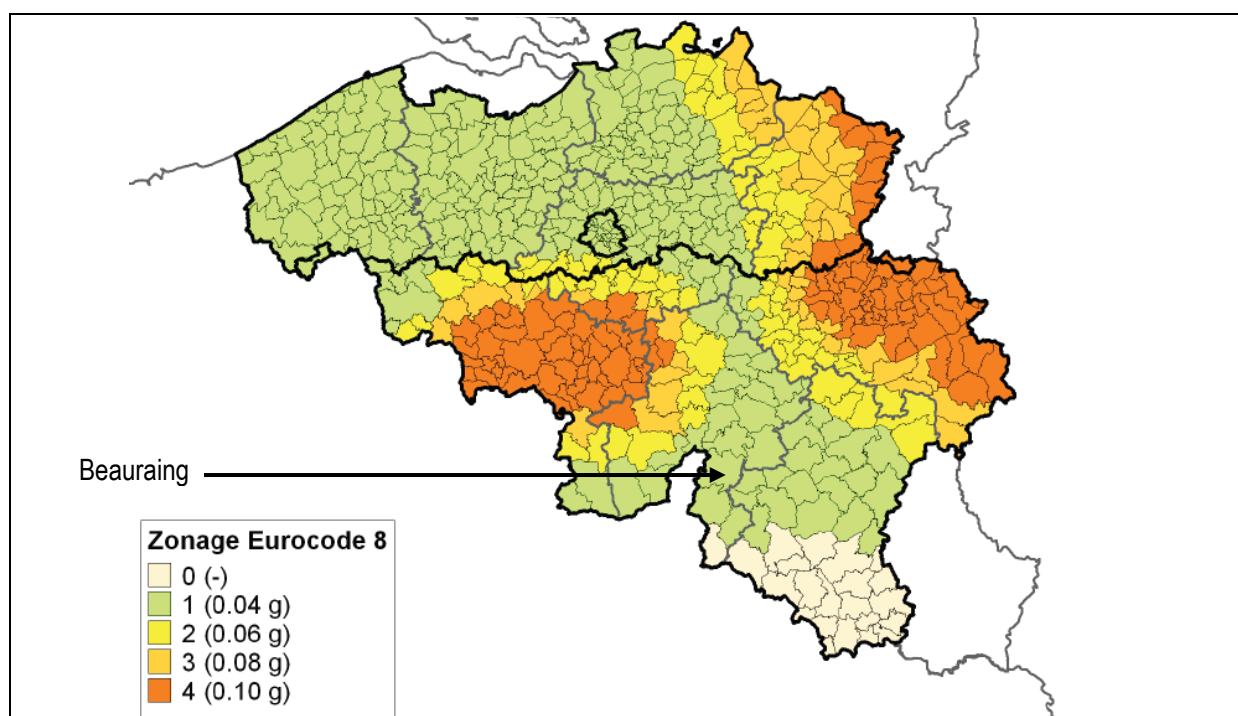 Beauraing
Zonage Eurocode 8
0 (-)
1 (0.04 g)
2 (0.06 g)
3 (0.08 g)
4 (0.10 g)